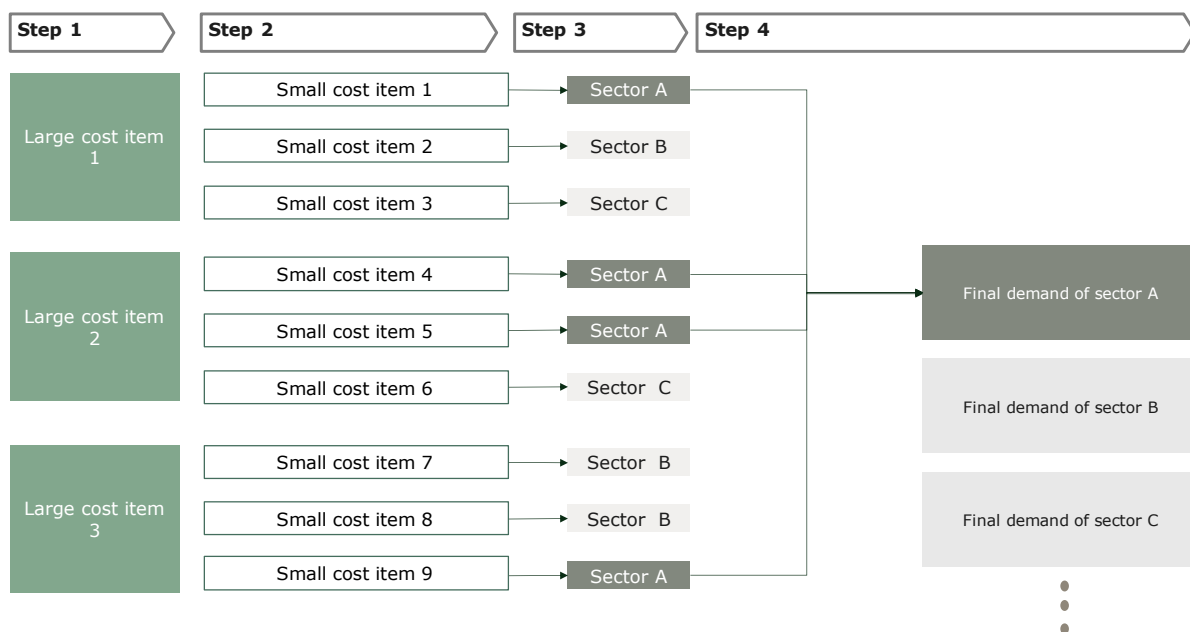 Step 1
Step 2
Step 3
Step 4
Large cost item
1
Small cost item 1
Sector A
Small cost item 2
Sector B
Small cost item 3
Sector C
Large cost item
2
Small cost item 4
Sector A
Small cost item 5
Sector A
Small cost item 6
Sector C
Large cost item
3
Small cost item 7
Sector B
Small cost item 8
Sector B
Small cost item 9
Sector A
Final demand of sector A
Final demand of sector B
Final demand of sector C